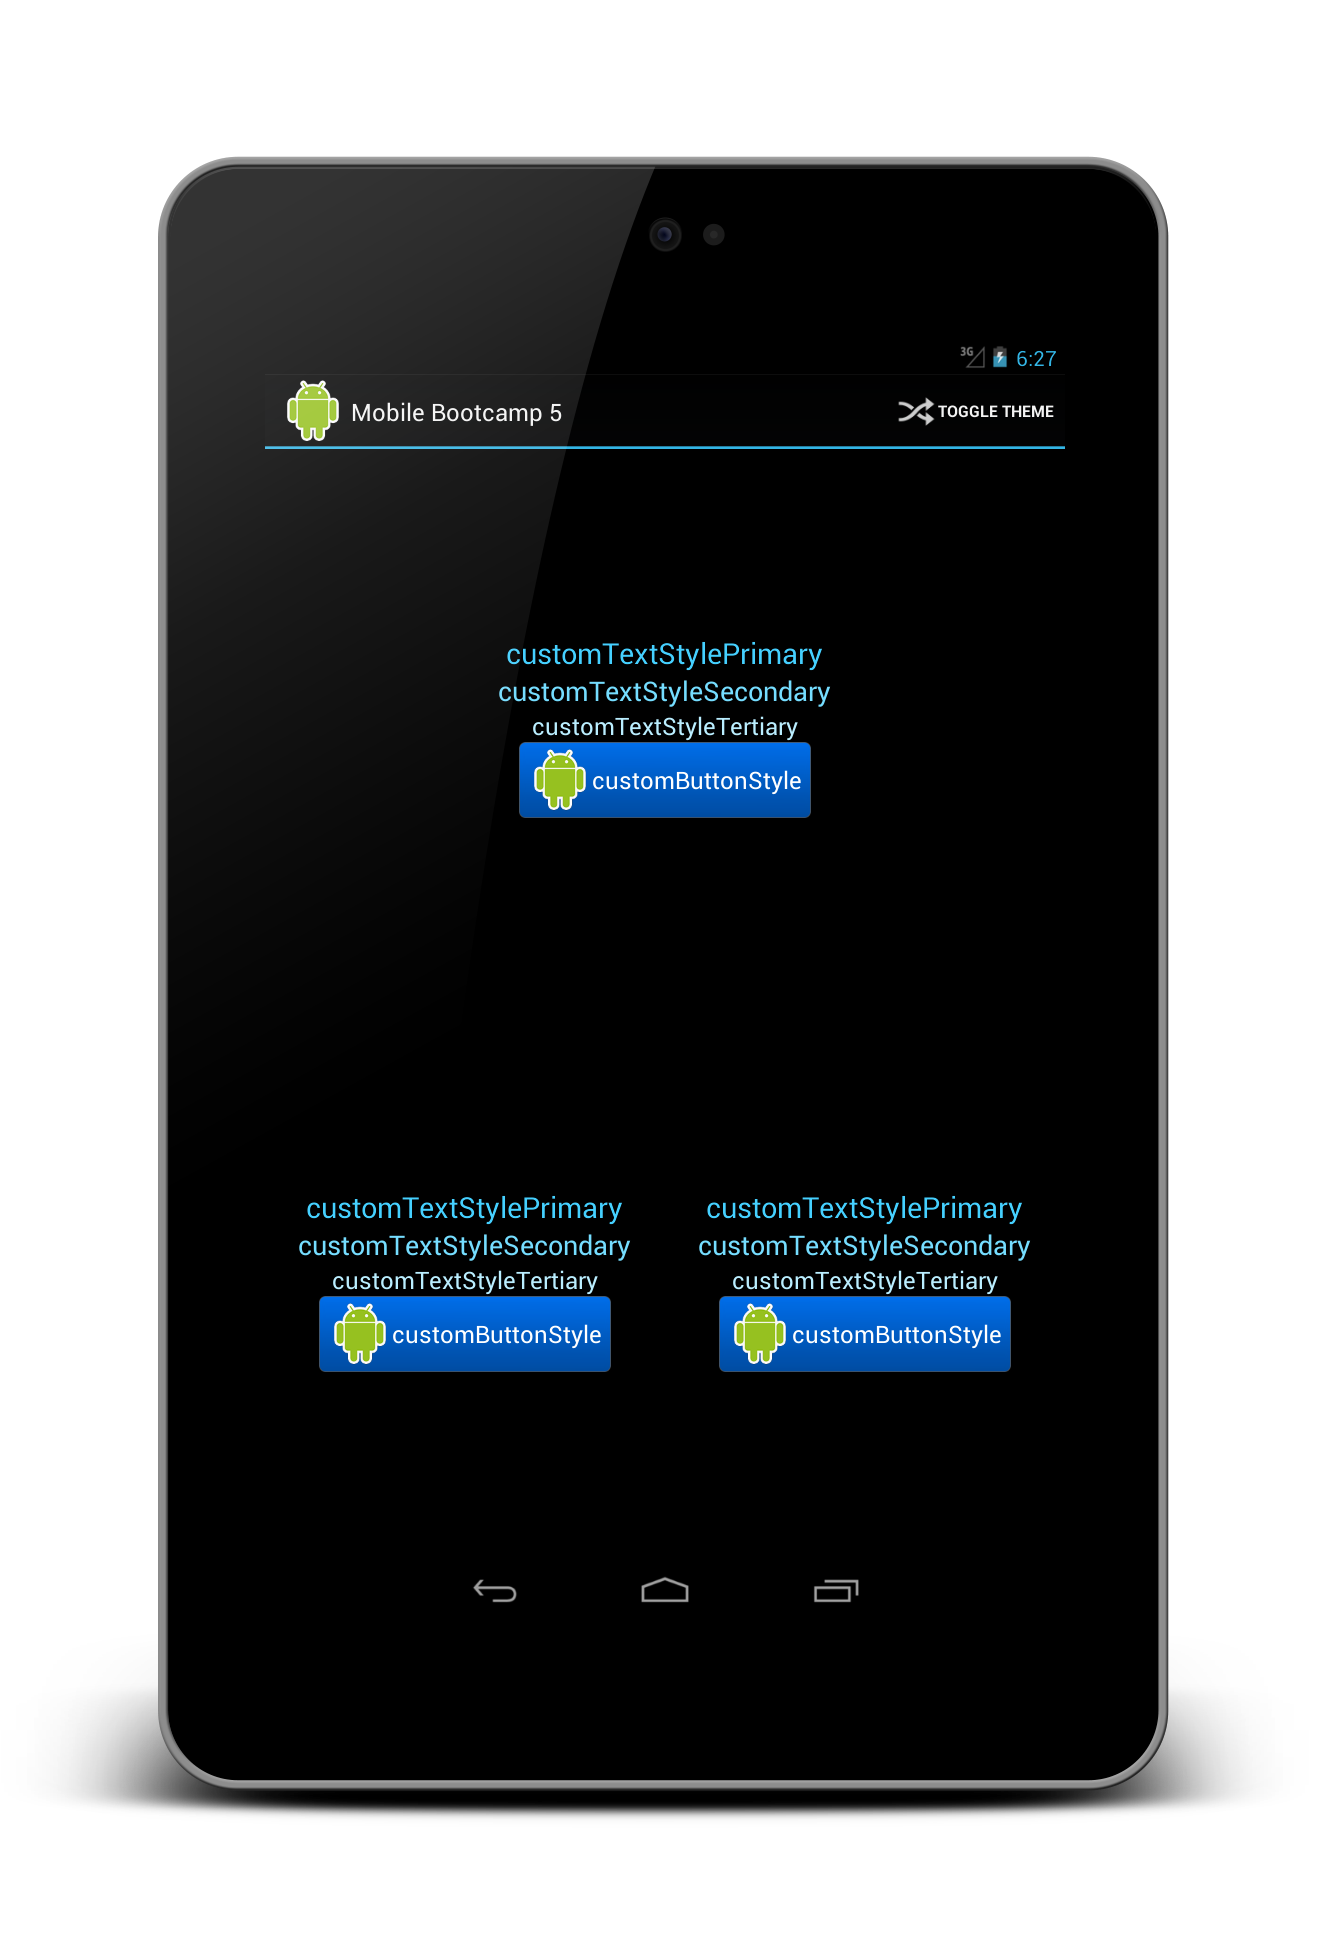 3G 6:27
Mobile Bootcamp 5 TOGGLE THEME
customTextStylePrimary
customTextStyleSecondary
customTextStyleTertiary
customButtonStyle
customTextStylePrimary customTextStylePrimary
customTextStyleSecondary customTextStyleSecondary
customTextStyleTertiary customTextStyleTertiary
customButtonStyle customButtonStyle